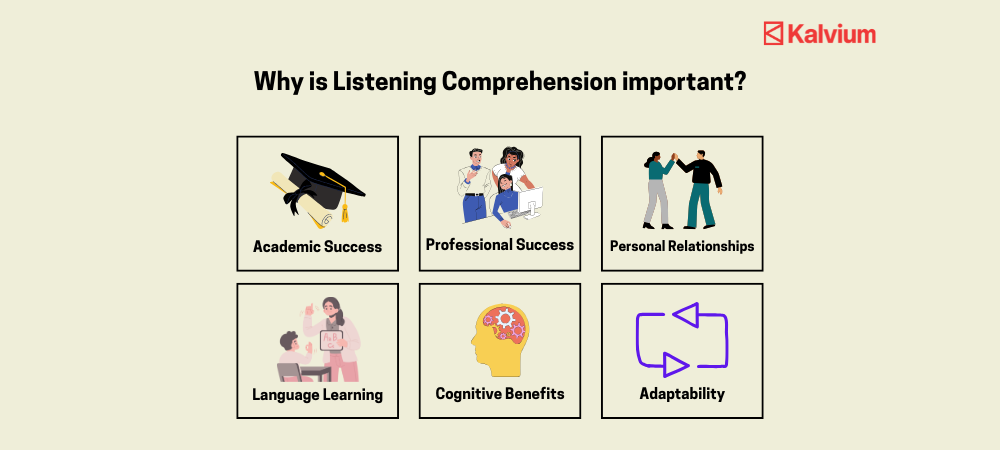 Kalvium
Why is Listening Comprehension important?
Academic Success
Professional Success
Personal Relationships
Language Learning
Cognitive Benefits
Adaptability